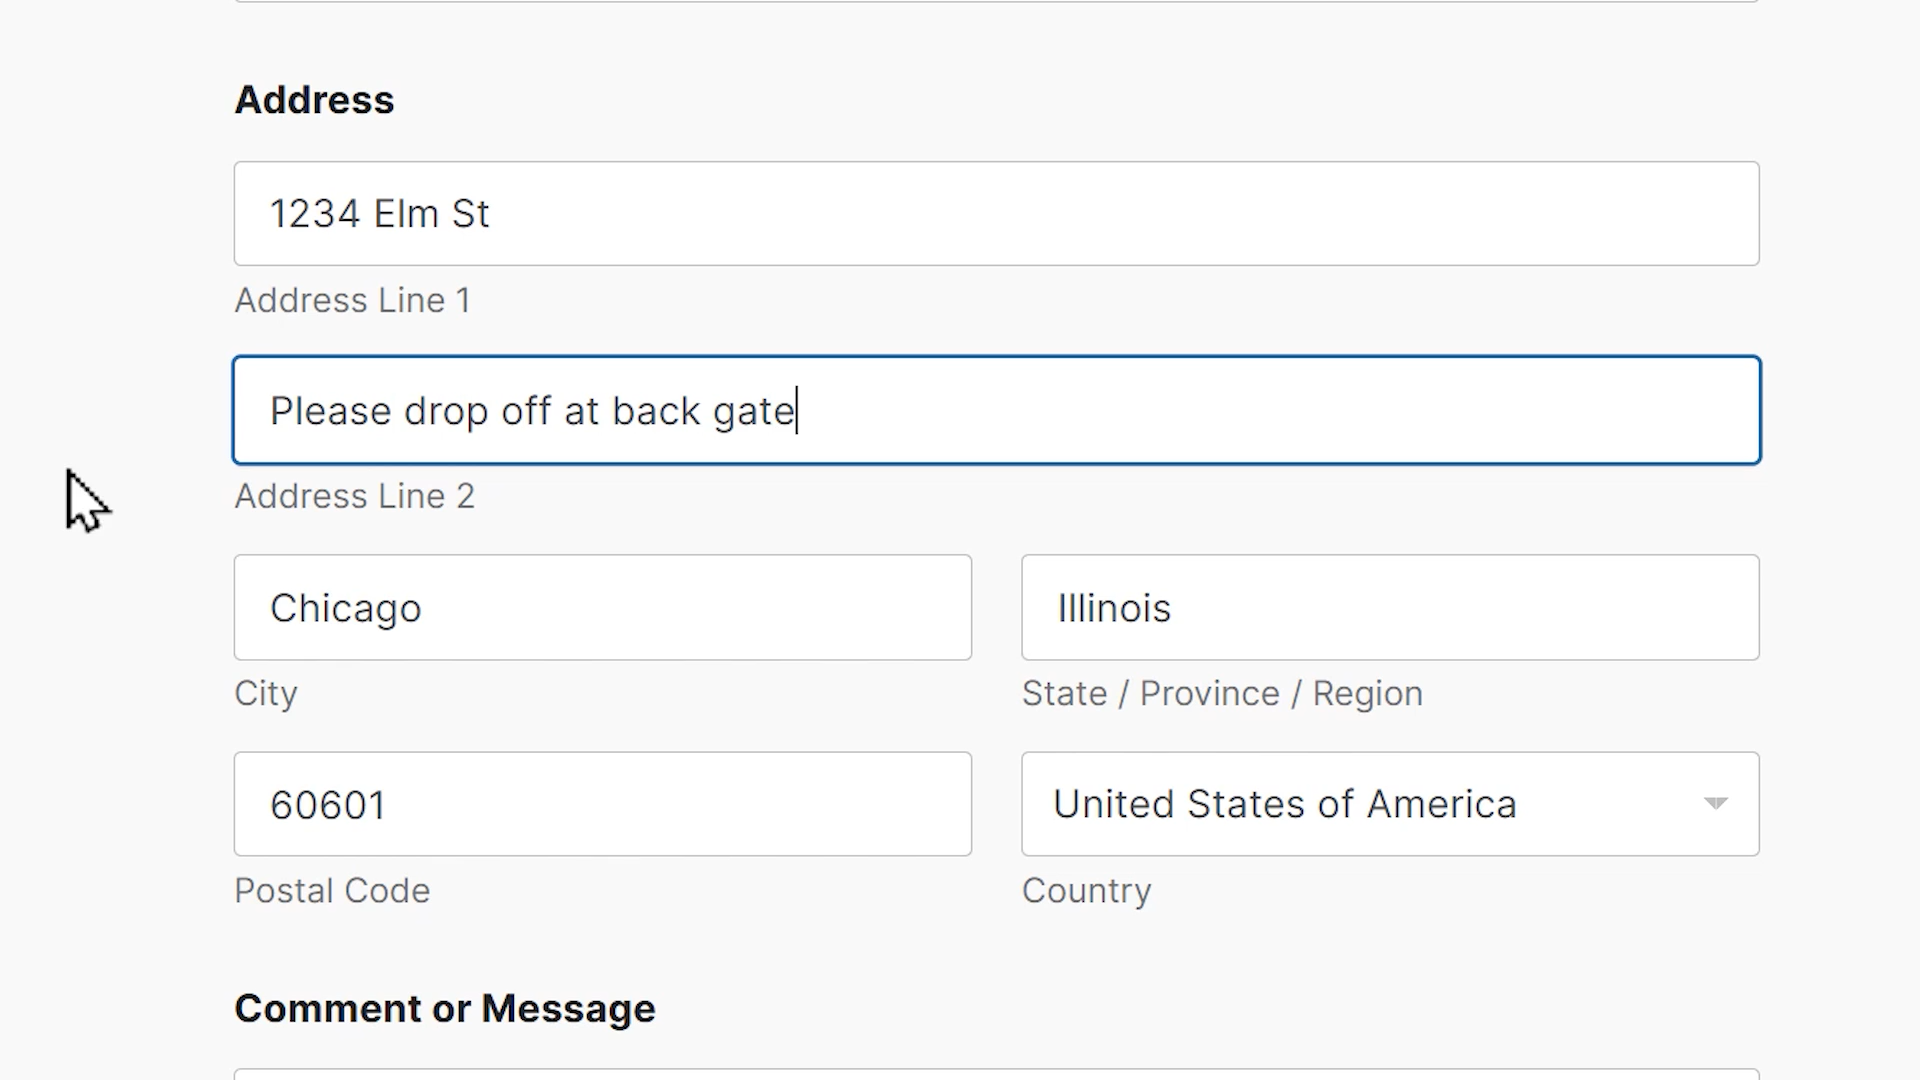 Address
1234 Elm St
Address Line 1
Please drop off at back gate
Address Line 2
Chicago
Illinois
City
State / Province / Region
60601
United States of America
Postal Code
Country
Comment or Message